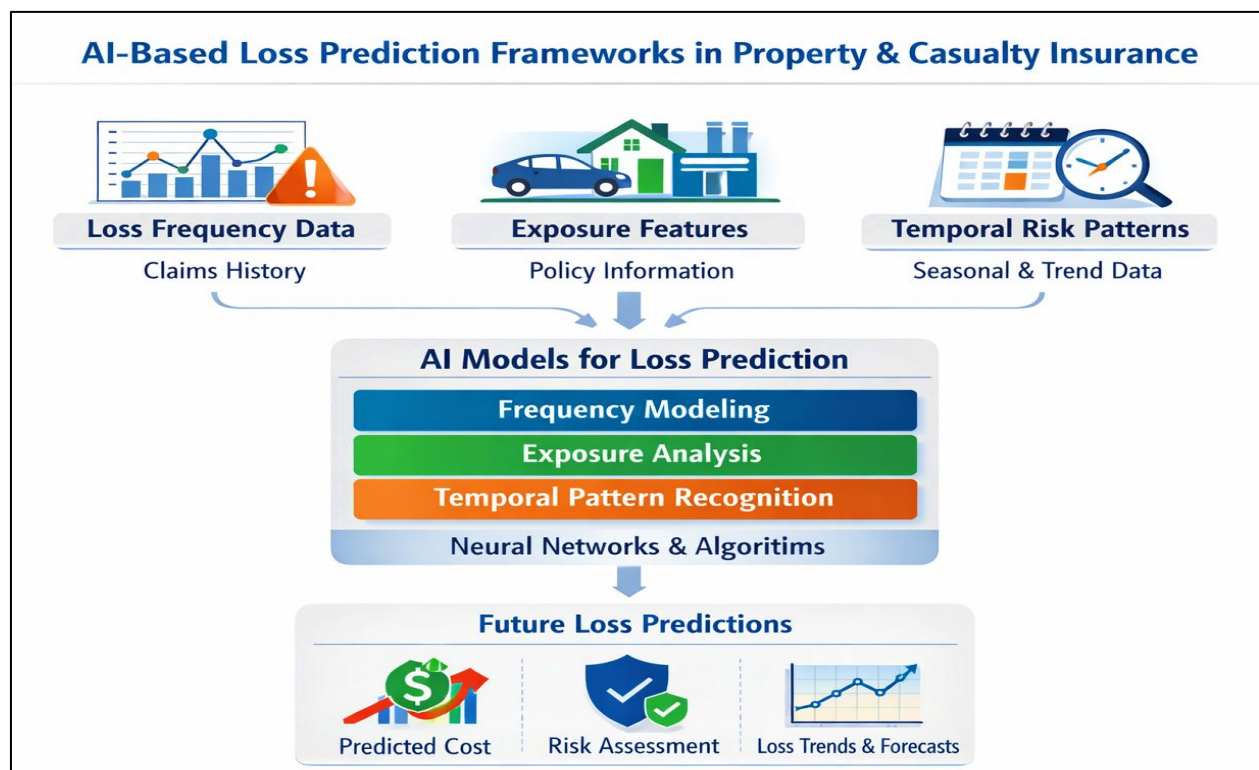 AI-Based Loss Prediction Frameworks in Property & Casualty Insurance
Loss Frequency Data
Claims History
Exposure Features
Policy Information
Temporal Risk Patterns
Seasonal & Trend Data
AI Models for Loss Prediction
Frequency Modeling
Exposure Analysis
Temporal Pattern Recognition
Neural Networks & Algoritims
Future Loss Predictions
$
Predicted Cost
Risk Assessment
Loss Trends & Forecasts